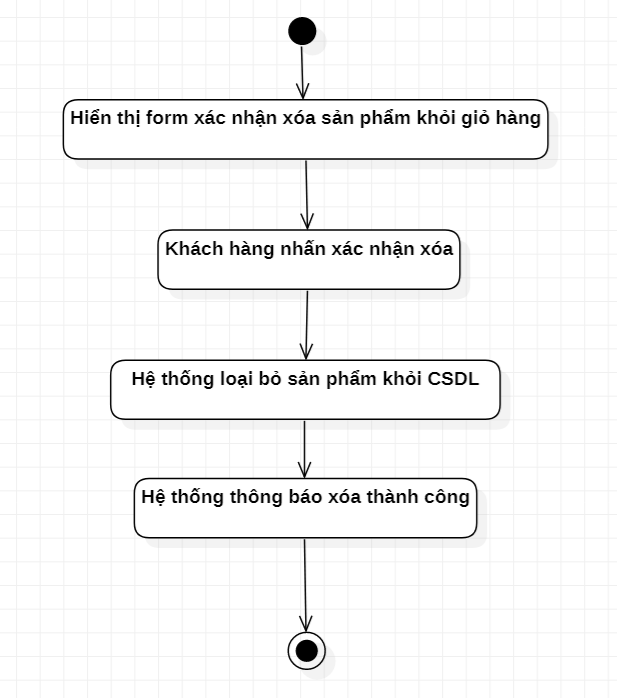 Hiển thị form xác nhận xóa sản phẩm khỏi giỏ hàng
Khách hàng nhấn xác nhận xóa
Hệ thống loại bỏ sản phẩm khỏi CSDL
Hệ thống thông báo xóa thành công